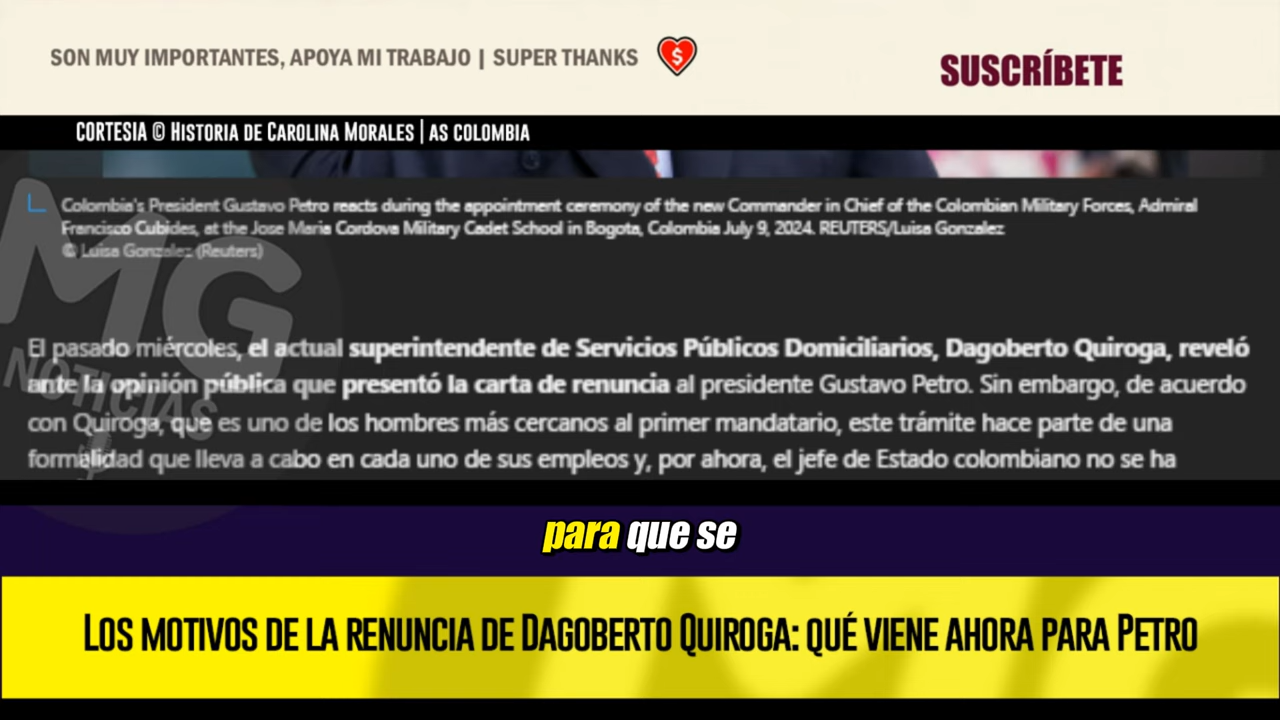 SON MUY IMPORTANTES, APOYA MI TRABAJO | SUPER THANKS
$
SUSCRÍBETE
CORTESIA © HISTORIA DE CAROLINA MORALES | AS COLOMBIA
Colombia's President Gustavo Petro reacts during the appointment ceremony of the new Commander in Chief of the Colombian Military Forces, Admiral
Francisco Cubides, at the Jose Maria Cordova Military Cadet School in Bogota, Colombia July 9, 2024. REUTERS/Luisa Gonzalez
© Luisa Gonzalez (Reuters)
MG
NOTICIAS
El pasado miércoles, el actual superintendente de Servicios Públicos Domiciliarios, Dagoberto Quiroga, reveló
ante la opinión pública que presentó la carta de renuncia al presidente Gustavo Petro. Sin embargo, de acuerdo
con Quiroga, que es uno de los hombres más cercanos al primer mandatario, este trámite hace parte de una
formalidad que lleva a cabo en cada uno de sus empleos y, por ahora, el jefe de Estado colombiano no se ha
para que se
LOS MOTIVOS DE LA RENUNCIA DE DAGOBERTO QUIROGA: QUÉ VIENE AHORA PARA PETRO